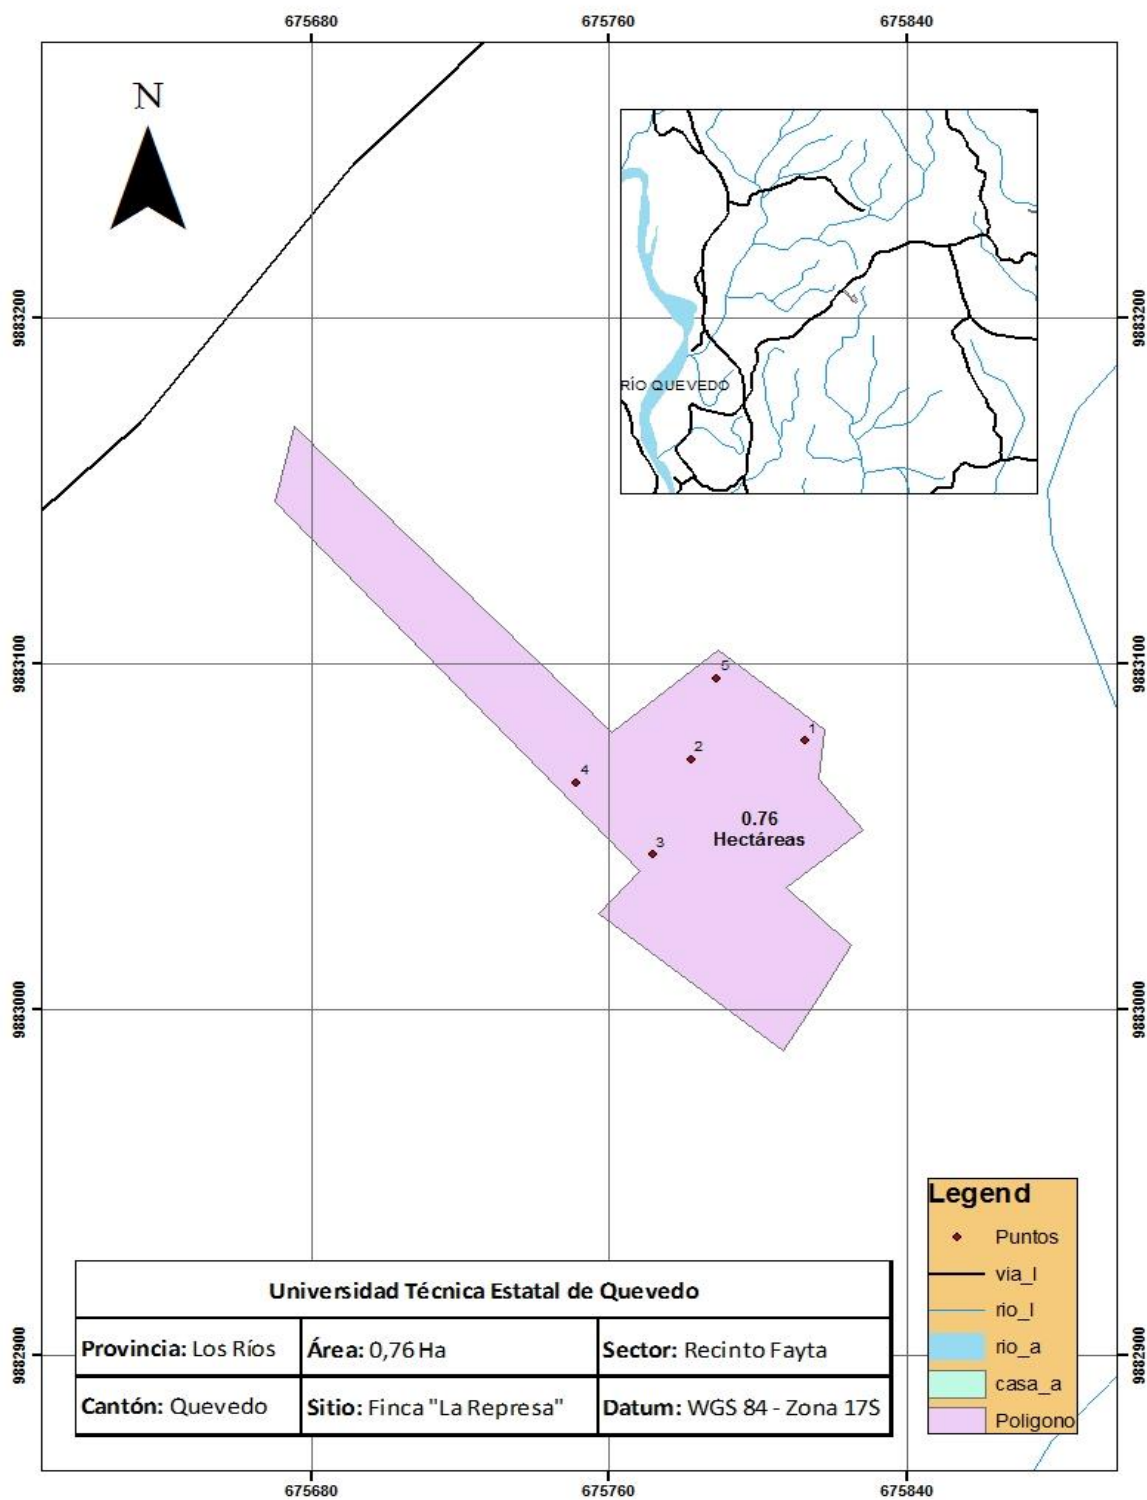 675680 675760 675840
N
9883200 9883200
RÍO QUEVEDO
9883100 9883100
5
1
2
4
0.76
Hectáreas
3
9883000 9883000
Legend
Puntos
via_l
rio_l
rio_a
casa_a
Poligono
Universidad Técnica Estatal de Quevedo
Provincia: Los Ríos Área: 0,76 Ha Sector: Recinto Fayta
Cantón: Quevedo Sitio: Finca "La Represa" Datum: WGS 84 - Zona 17S
9882900 9882900
675680 675760 675840